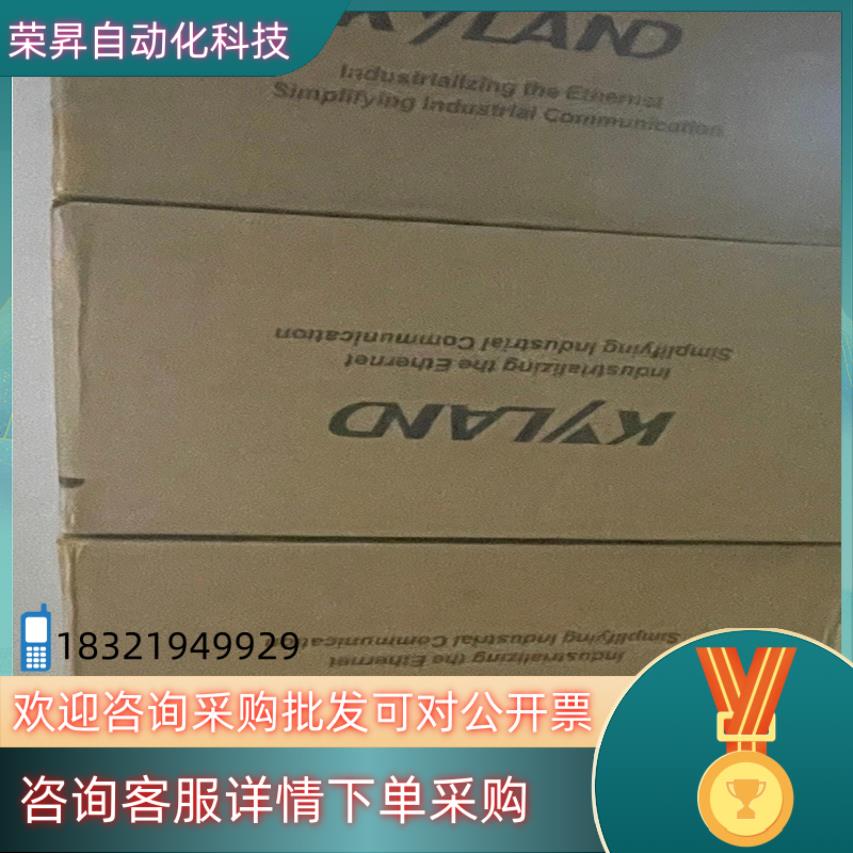 荣昇自动化科技
KYLAND
Industrializing the Ethernet
Simplifying Industrial Communication
Simplifying Industrial Communication
Industrializing the Ethernet
KYLAND
18321949929
Simplifying Industrial Communication
Industrializing the Ethernet
欢迎咨询采购批发可对公开票
咨询客服详情下单采购